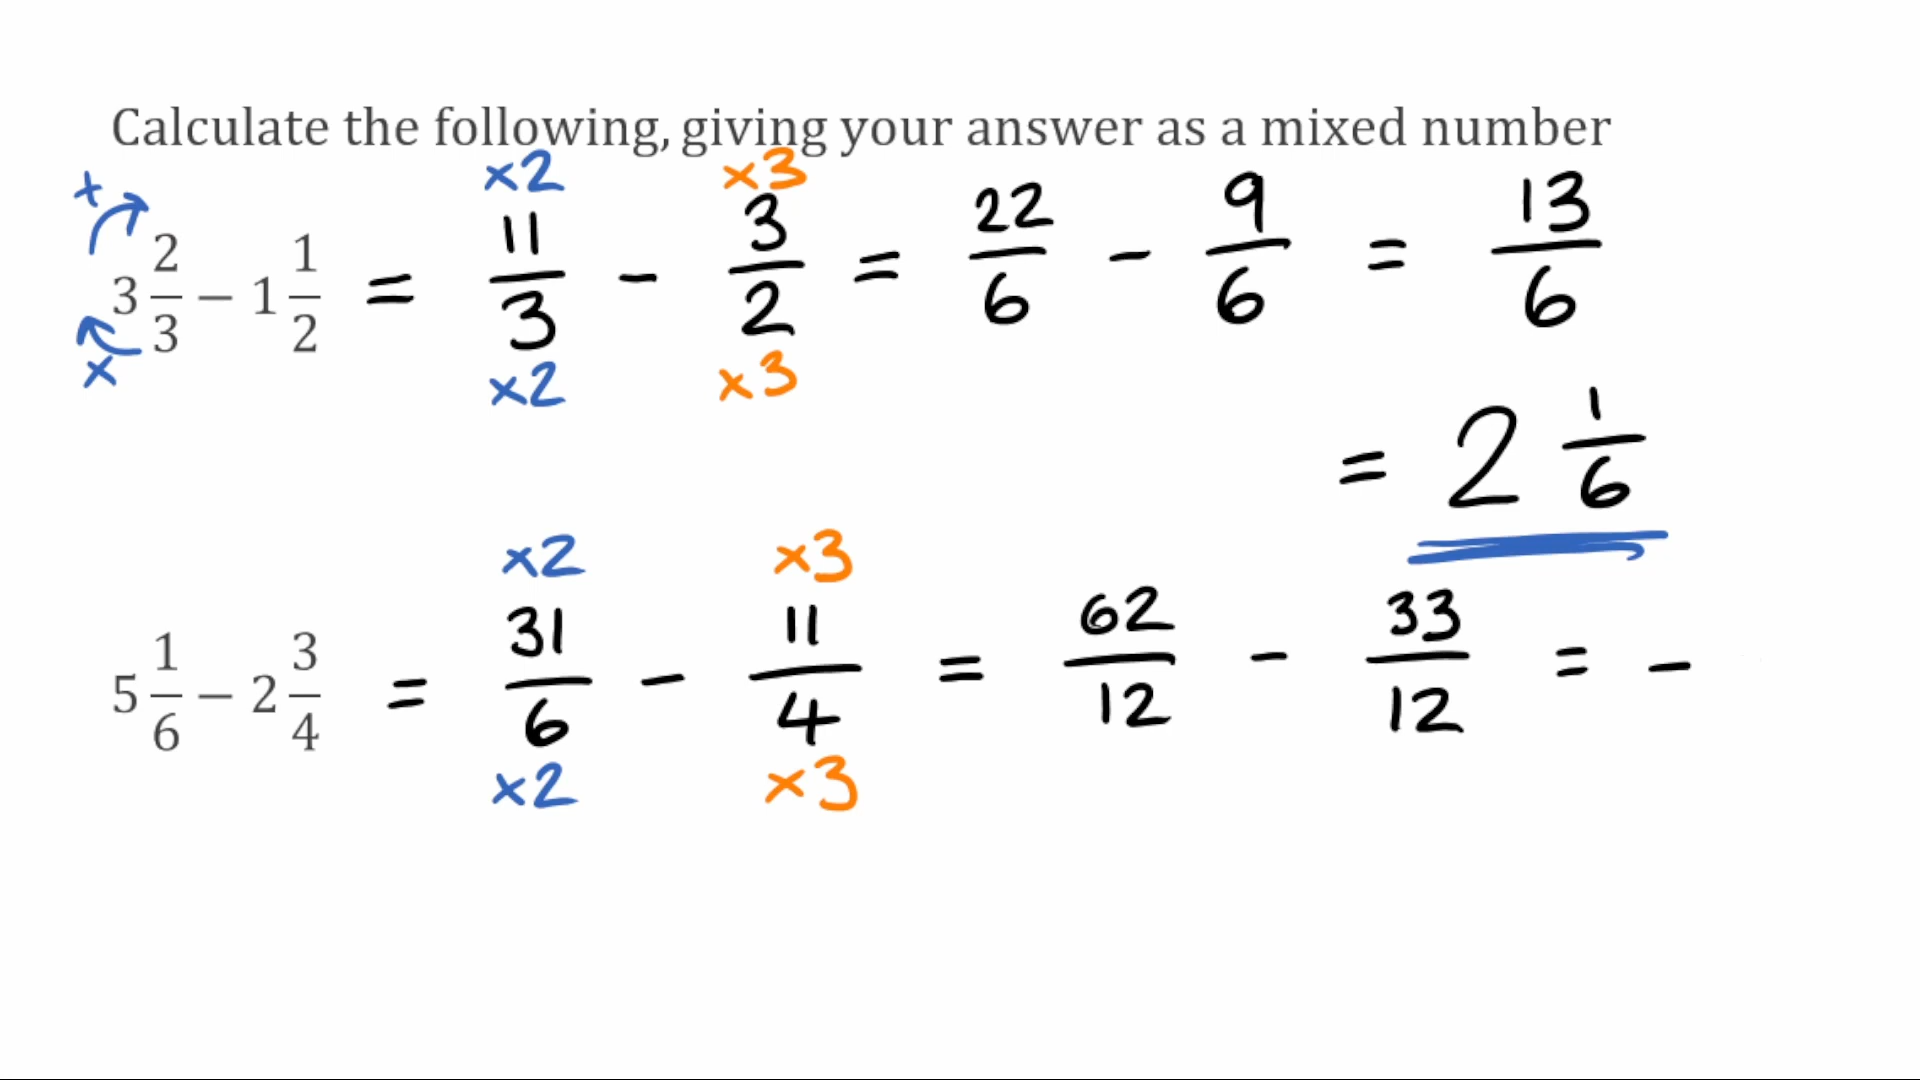 Calculate the following, giving your answer as a mixed number
+ ×2 ×3
3 2/3 − 1 1/2 = 11/3 − 3/2 = 22/6 − 9/6 = 13/6
× ×2 ×3
= 2 1/6
×2 ×3
5 1/6 − 2 3/4 = 31/6 − 11/4 = 62/12 − 33/12 = −
×2 ×3